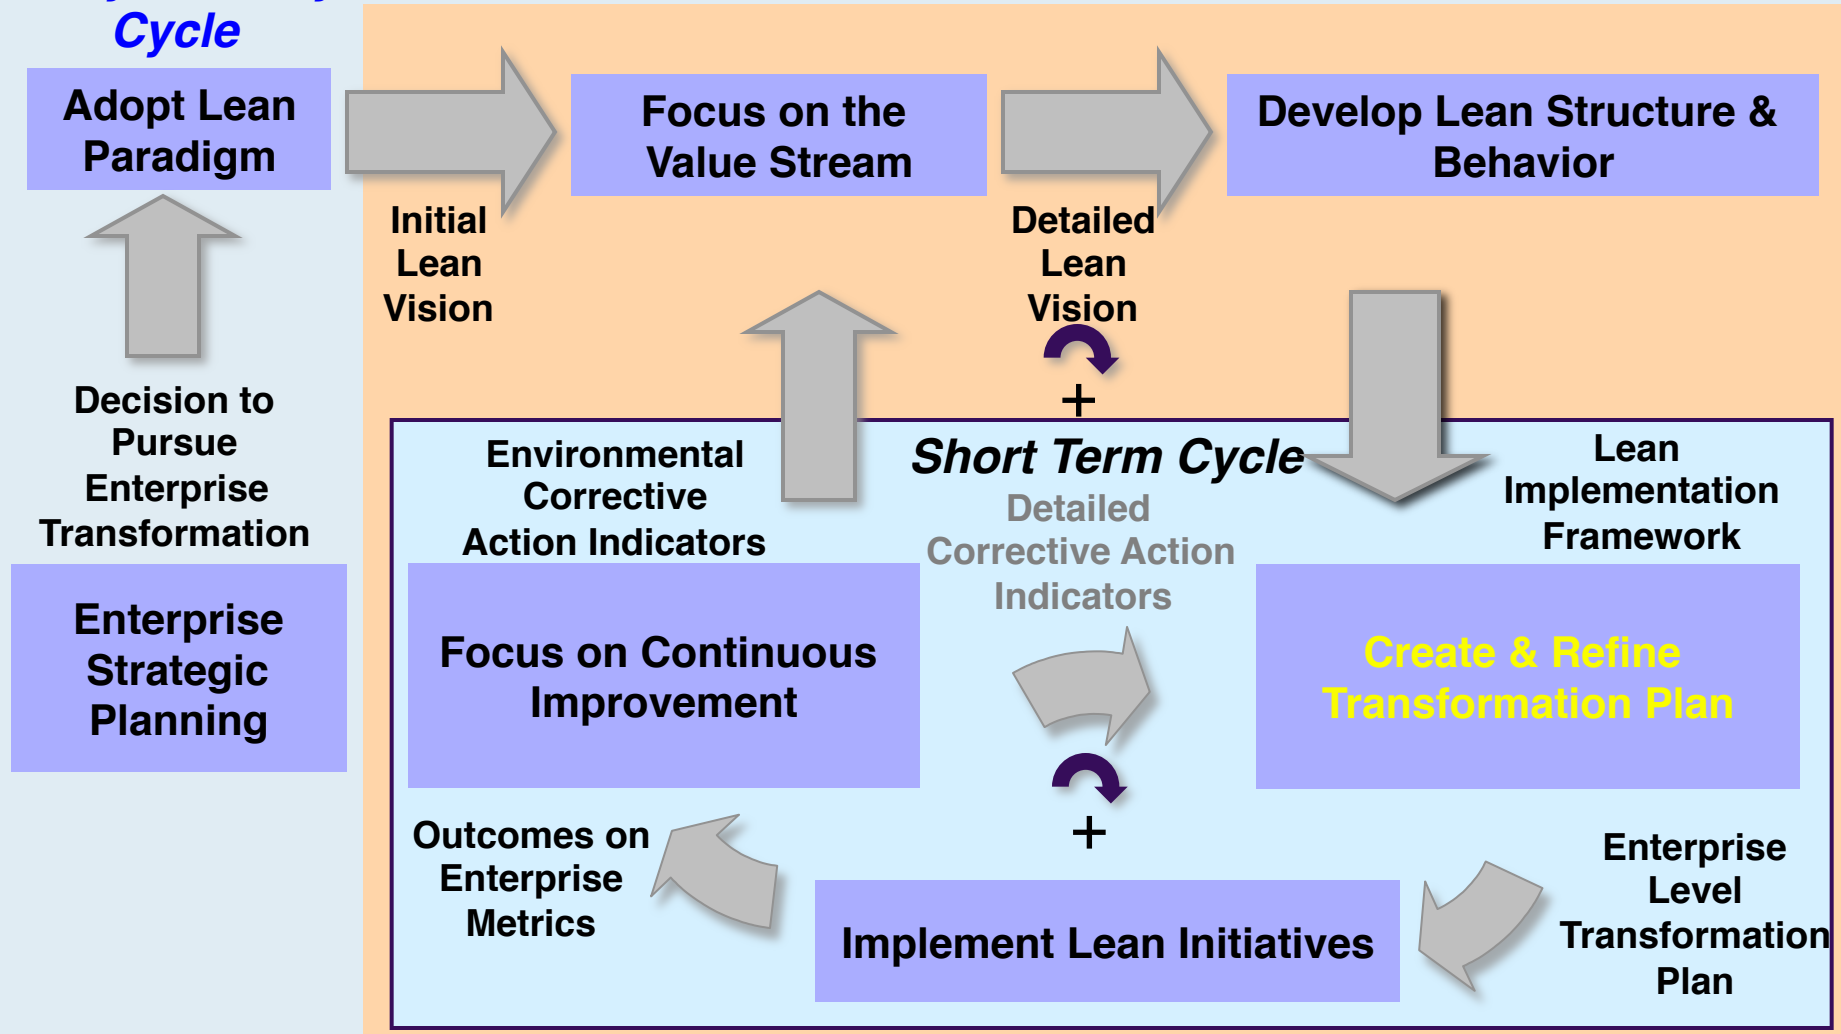 Cycle
Adopt Lean
Paradigm
Focus on the
Value Stream
Develop Lean Structure &
Behavior
Initial
Lean
Vision
Detailed
Lean
Vision
+
Decision to
Pursue
Enterprise
Transformation
Enterprise
Strategic
Planning
Short Term Cycle
Environmental
Corrective
Action Indicators
Detailed
Corrective Action
Indicators
Lean
Implementation
Framework
Focus on Continuous
Improvement
Create & Refine
Transformation Plan
+
Outcomes on
Enterprise
Metrics
Implement Lean Initiatives
Enterprise
Level
Transformation
Plan